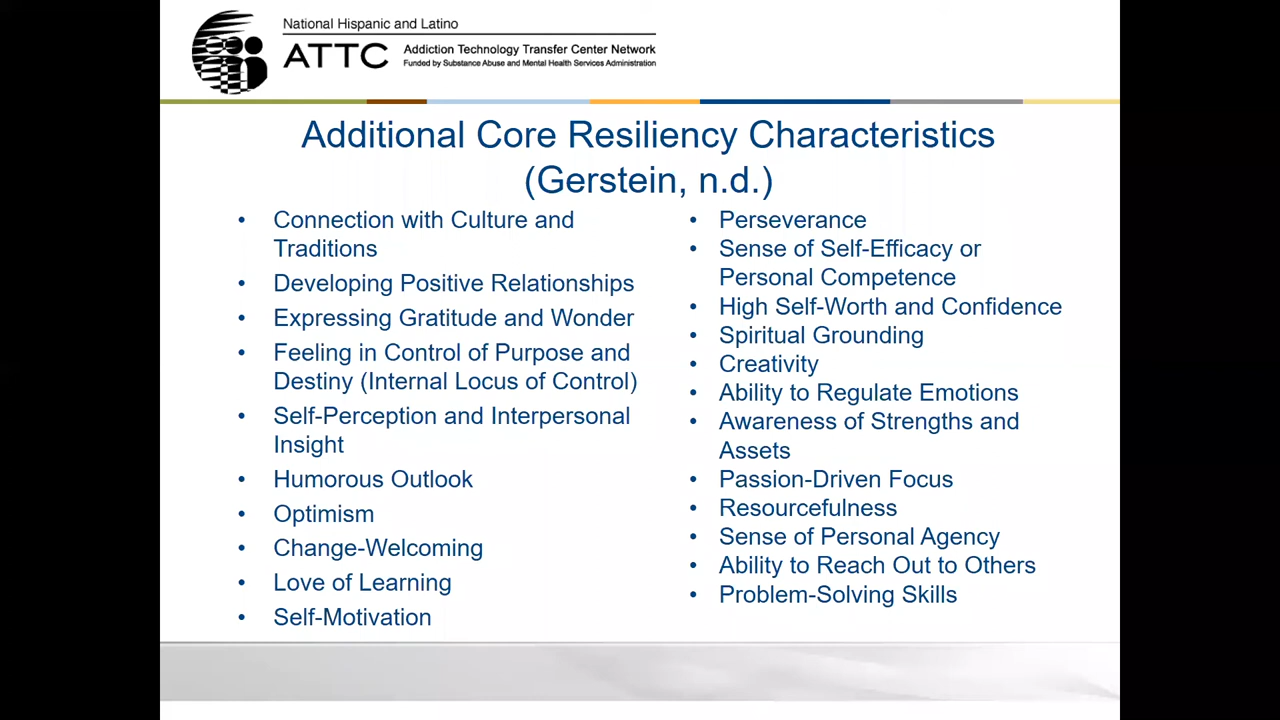 National Hispanic and Latino
ATTC
Addiction Technology Transfer Center Network
Funded by Substance Abuse and Mental Health Services Administration
Additional Core Resiliency Characteristics
(Gerstein, n.d.)
• Connection with Culture and
Traditions
• Developing Positive Relationships
• Expressing Gratitude and Wonder
• Feeling in Control of Purpose and
Destiny (Internal Locus of Control)
• Self-Perception and Interpersonal
Insight
• Humorous Outlook
• Optimism
• Change-Welcoming
• Love of Learning
• Self-Motivation
• Perseverance
• Sense of Self-Efficacy or
Personal Competence
• High Self-Worth and Confidence
• Spiritual Grounding
• Creativity
• Ability to Regulate Emotions
• Awareness of Strengths and
Assets
• Passion-Driven Focus
• Resourcefulness
• Sense of Personal Agency
• Ability to Reach Out to Others
• Problem-Solving Skills